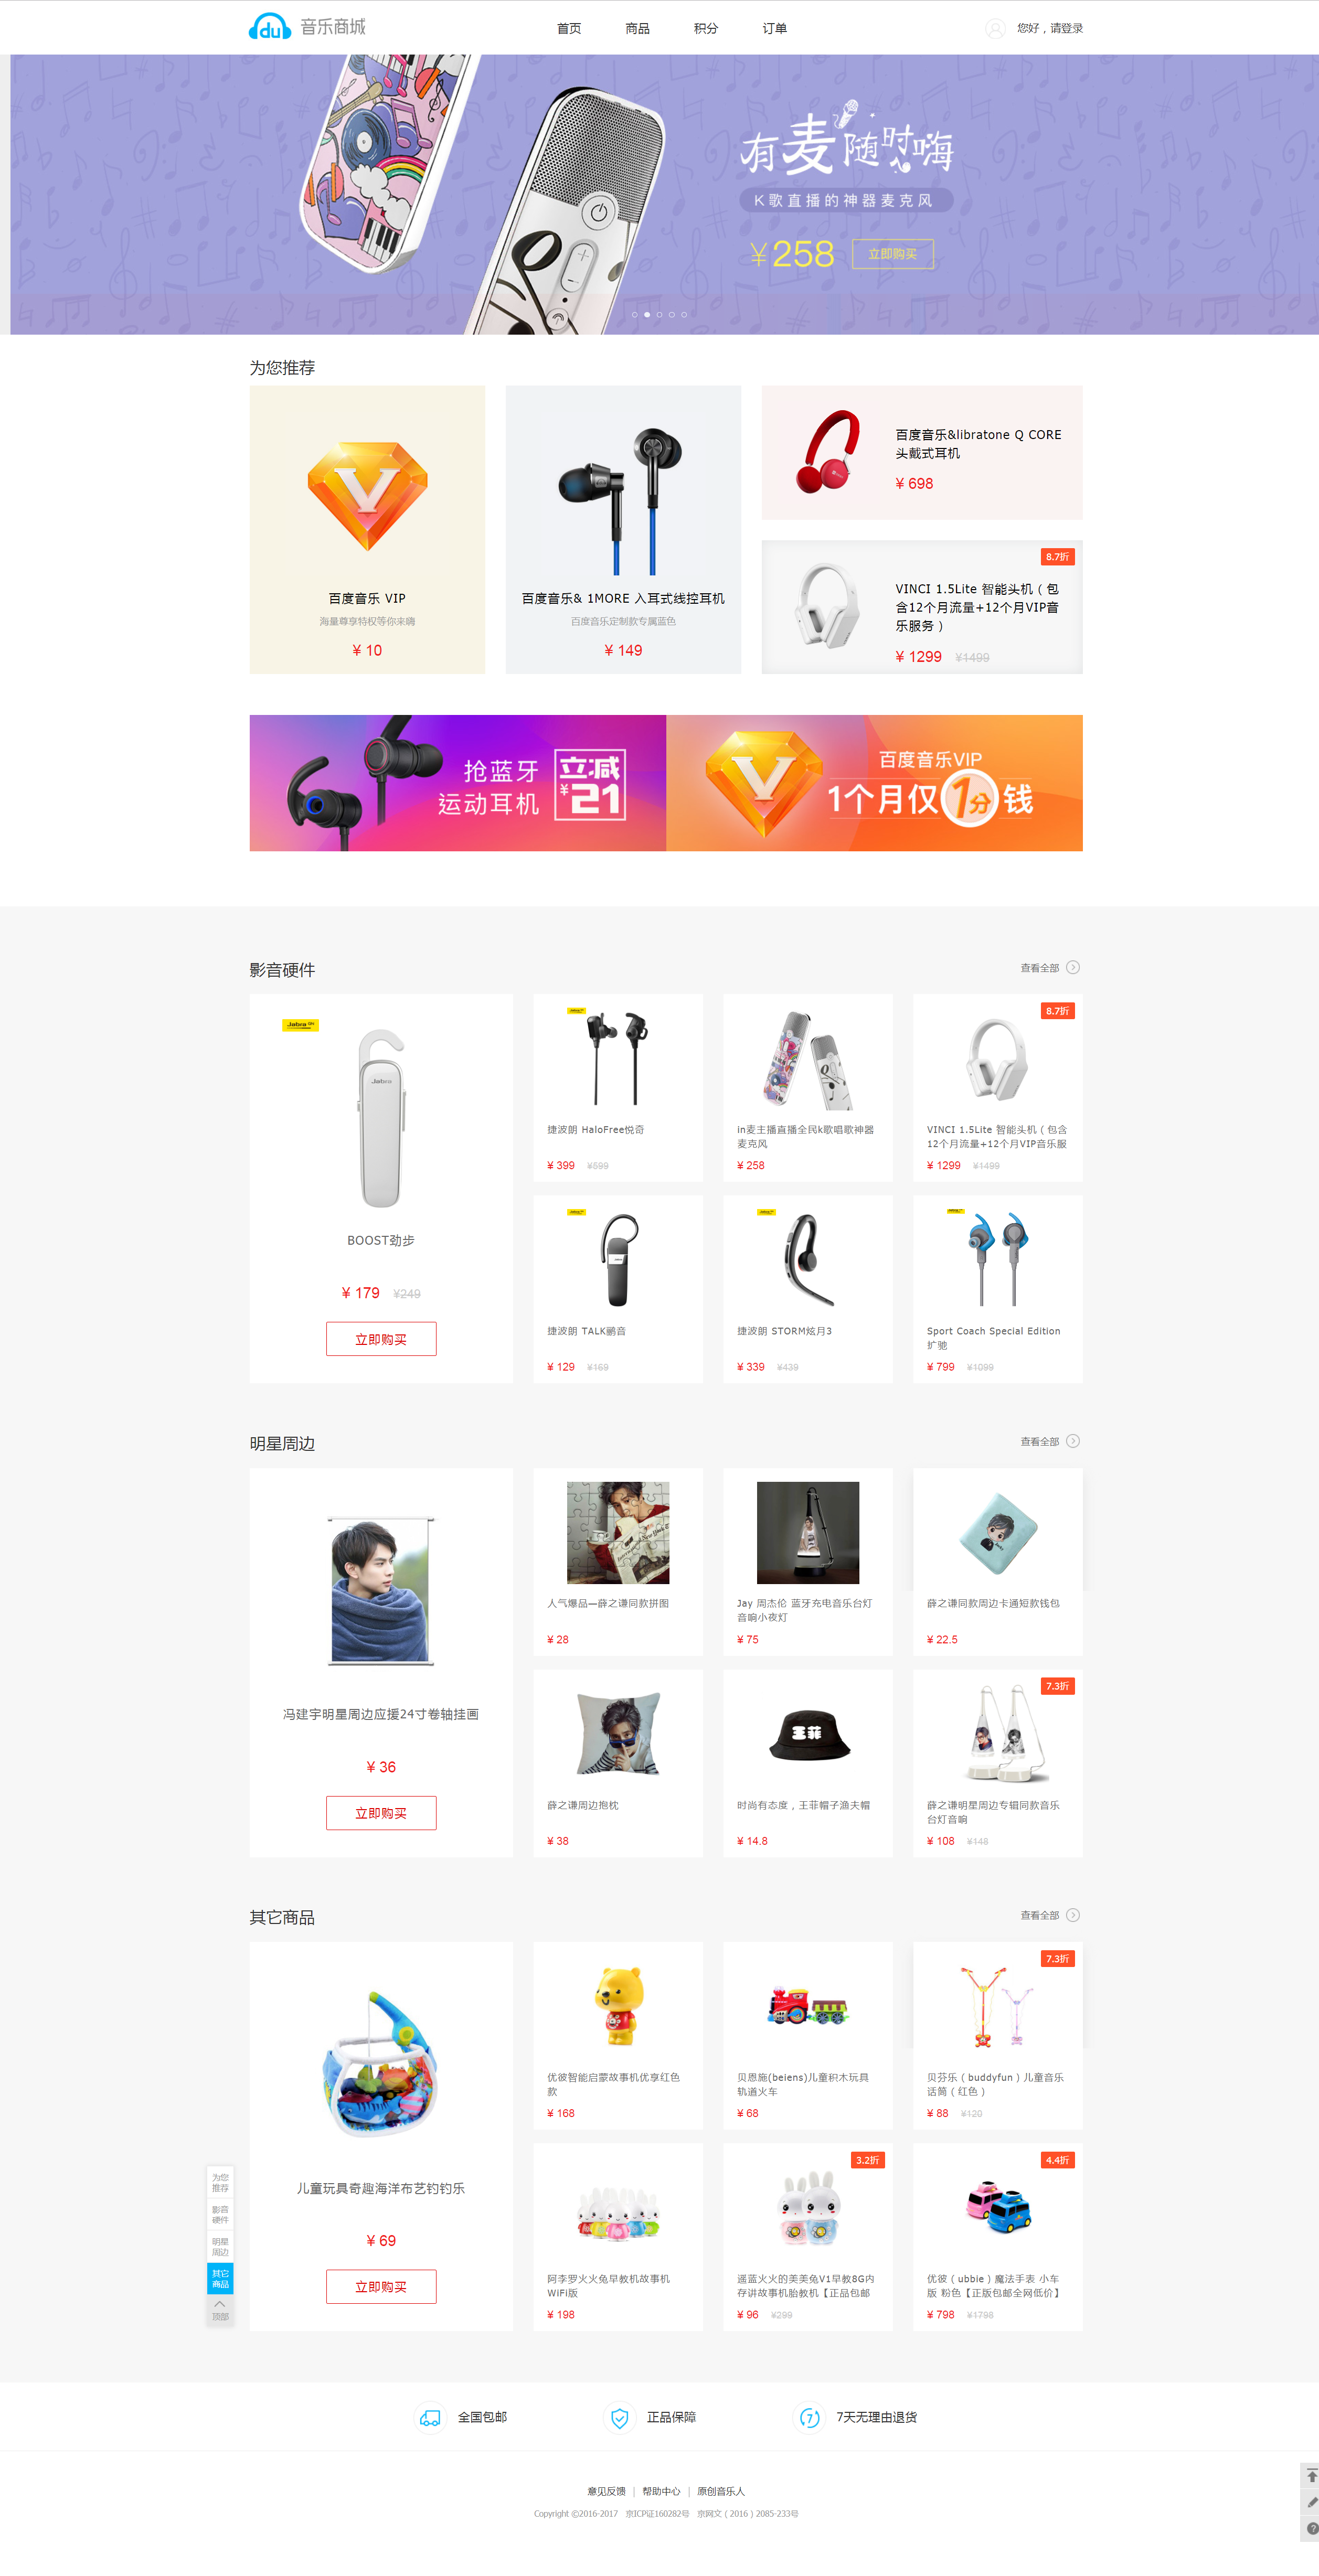 du 音乐商城
首页
商品
积分
订单
您好，请登录
有麦随时嗨
K歌直播的神器麦克风
¥258
立即购买
为您推荐
百度音乐 VIP
海量尊享特权等你来嗨
¥ 10
百度音乐& 1MORE 入耳式线控耳机
百度音乐定制款专属蓝色
¥ 149
百度音乐&libratone Q CORE
头戴式耳机
¥ 698
8.7折
VINCI 1.5Lite 智能头机（包
含12个月流量+12个月VIP音
乐服务）
¥ 1299 ¥1499
抢蓝牙
运动耳机
立减
¥21
百度音乐VIP
1个月仅1分钱
影音硬件
查看全部
Jabra
Jabra
BOOST劲步
¥ 179 ¥249
立即购买
捷波朗 HaloFree悦奇
¥ 399 ¥599
in麦主播直播全民k歌唱歌神器
麦克风
¥ 258
8.7折
VINCI 1.5Lite 智能头机（包含
12个月流量+12个月VIP音乐服
¥ 1299 ¥1499
捷波朗 TALK鹂音
¥ 129 ¥169
捷波朗 STORM炫月3
¥ 339 ¥439
Sport Coach Special Edition
扩驰
¥ 799 ¥1099
明星周边
查看全部
冯建宇明星周边应援24寸卷轴挂画
¥ 36
立即购买
人气爆品—薛之谦同款拼图
¥ 28
Jay 周杰伦 蓝牙充电音乐台灯
音响小夜灯
¥ 75
薛之谦同款周边卡通短款钱包
¥ 22.5
薛之谦周边抱枕
¥ 38
王菲
时尚有态度，王菲帽子渔夫帽
¥ 14.8
7.3折
薛之谦明星周边专辑同款音乐
台灯音响
¥ 108 ¥148
其它商品
查看全部
儿童玩具奇趣海洋布艺钓钓乐
¥ 69
立即购买
优彼智能启蒙故事机优享红色
款
¥ 168
贝恩施(beiens)儿童积木玩具
轨道火车
¥ 68
7.3折
贝芬乐（buddyfun）儿童音乐
话筒（红色）
¥ 88 ¥120
阿李罗火火兔早教机故事机
WiFi版
¥ 198
3.2折
遥蓝火火的美美兔V1早教8G内
存讲故事机胎教机【正品包邮
¥ 96 ¥299
4.4折
优彼（ubbie）魔法手表 小车
版 粉色【正版包邮全网低价】
¥ 798 ¥1798
为您
推荐
影音
硬件
明星
周边
其它
商品
顶部
全国包邮
正品保障
7
7天无理由退货
意见反馈 | 帮助中心 | 原创音乐人
Copyright ©2016-2017 京ICP证160282号 京网文（2016）2085-233号
?